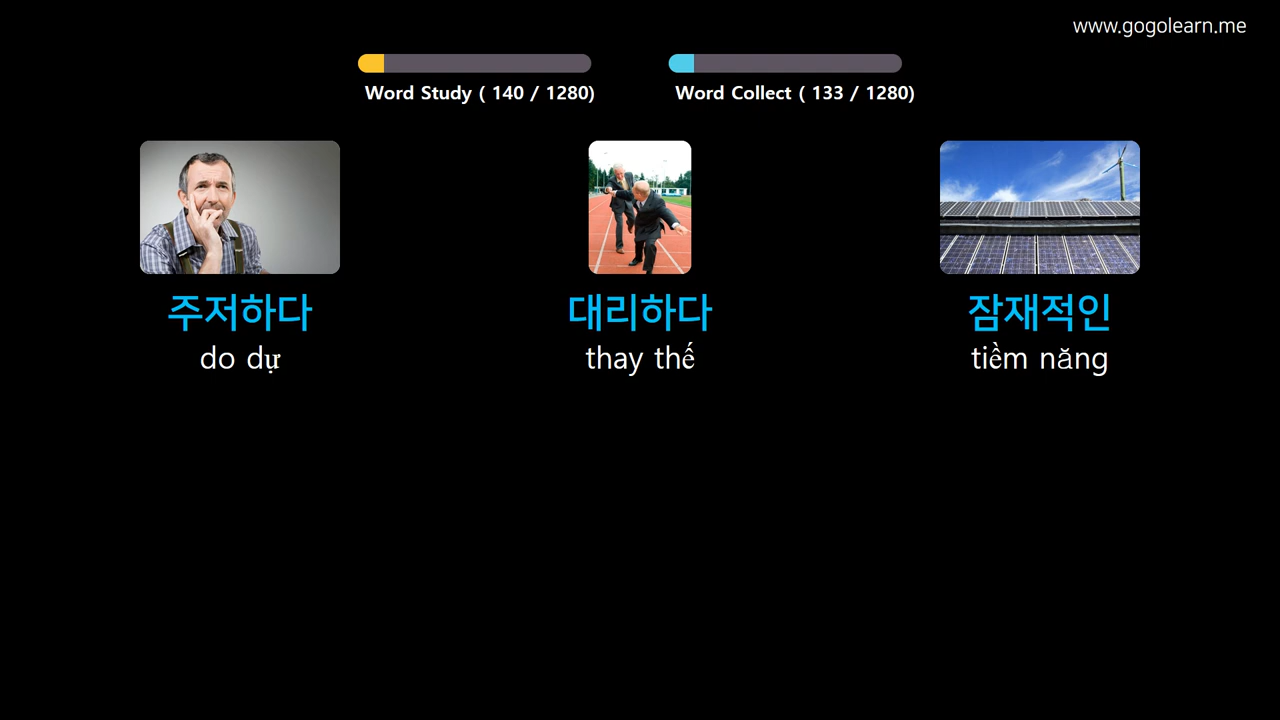 www.gogolearn.me
Word Study ( 140 / 1280)
Word Collect ( 133 / 1280)
주저하다
do dự
대리하다
thay thế
잠재적인
tiềm năng